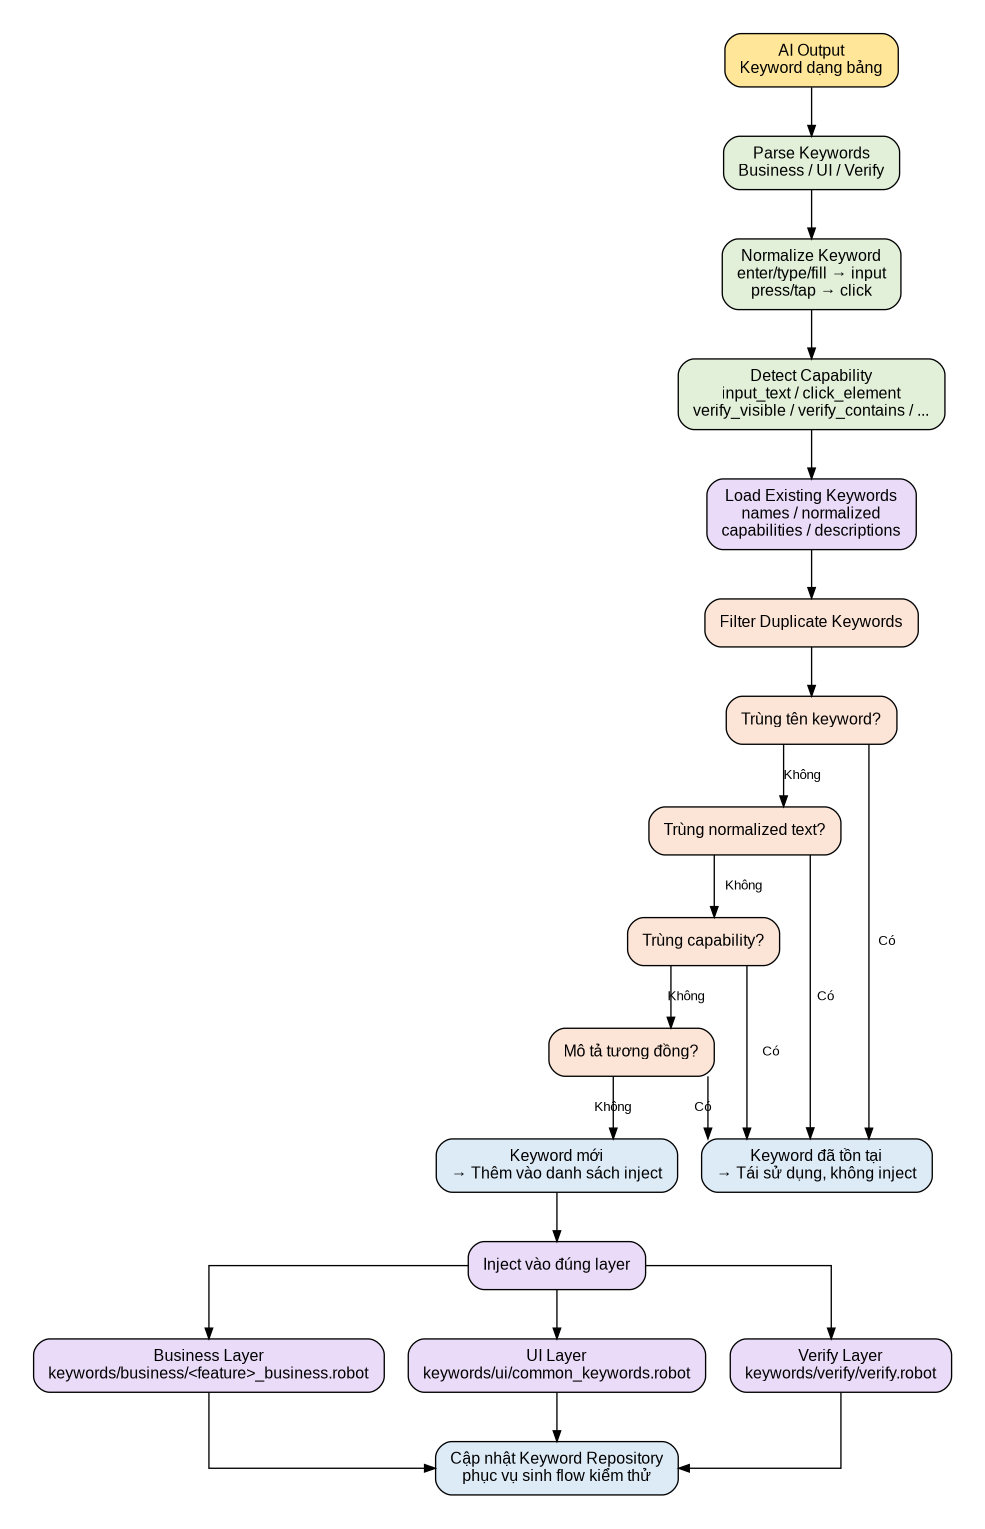 AI Output
Keyword dạng bảng
Parse Keywords
Business / UI / Verify
Normalize Keyword
enter/type/fill → input
press/tap → click
Detect Capability
input_text / click_element
verify_visible / verify_contains / ...
Load Existing Keywords
names / normalized
capabilities / descriptions
Filter Duplicate Keywords
Trùng tên keyword?
Không
Trùng normalized text?
Không
Trùng capability?
Có
Không
Có
Mô tả tương đồng?
Có
Không
Có
Keyword mới
→ Thêm vào danh sách inject
Keyword đã tồn tại
→ Tái sử dụng, không inject
Inject vào đúng layer
Business Layer
keywords/business/<feature>_business.robot
UI Layer
keywords/ui/common_keywords.robot
Verify Layer
keywords/verify/verify.robot
Cập nhật Keyword Repository
phục vụ sinh flow kiểm thử